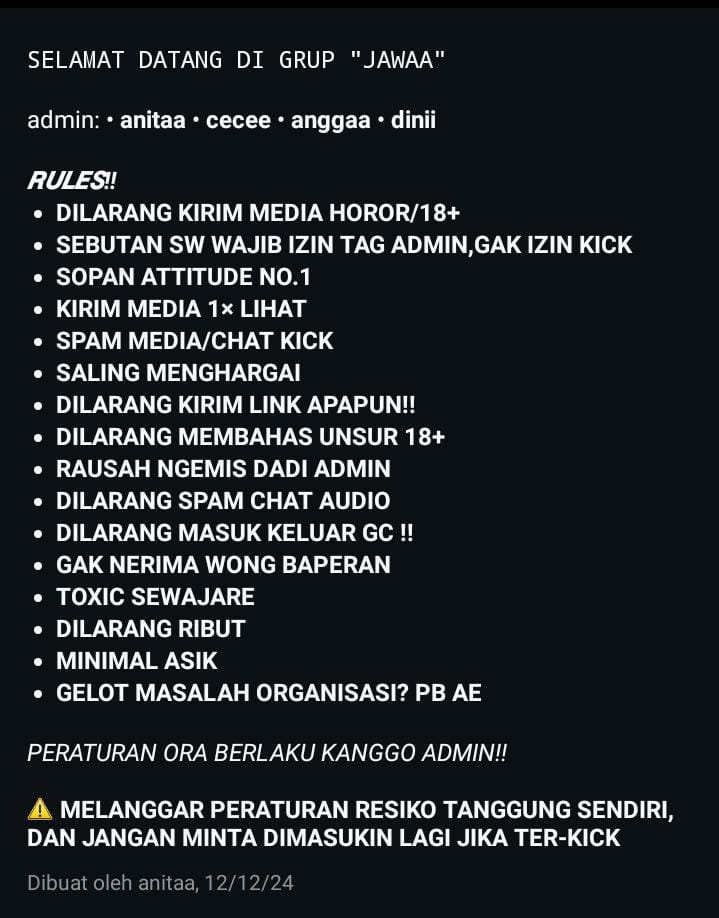 SELAMAT DATANG DI GRUP "JAWAA"
admin: • anitaa • cecee • anggaa • dinii
RULES!!
• DILARANG KIRIM MEDIA HOROR/18+
• SEBUTAN SW WAJIB IZIN TAG ADMIN,GAK IZIN KICK
• SOPAN ATTITUDE NO.1
• KIRIM MEDIA 1× LIHAT
• SPAM MEDIA/CHAT KICK
• SALING MENGHARGAI
• DILARANG KIRIM LINK APAPUN!!
• DILARANG MEMBAHAS UNSUR 18+
• RAUSAH NGEMIS DADI ADMIN
• DILARANG SPAM CHAT AUDIO
• DILARANG MASUK KELUAR GC !!
• GAK NERIMA WONG BAPERAN
• TOXIC SEWAJARE
• DILARANG RIBUT
• MINIMAL ASIK
• GELOT MASALAH ORGANISASI? PB AE
PERATURAN ORA BERLAKU KANGGO ADMIN!!
⚠️ MELANGGAR PERATURAN RESIKO TANGGUNG SENDIRI,
DAN JANGAN MINTA DIMASUKIN LAGI JIKA TER-KICK
Dibuat oleh anitaa, 12/12/24